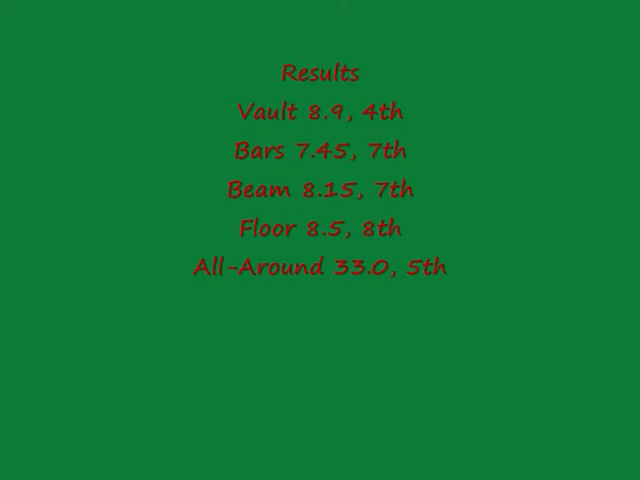 Results
Vault 8.9, 4th
Bars 7.45, 7th
Beam 8.15, 7th
Floor 8.5, 8th
All-Around 33.0, 5th